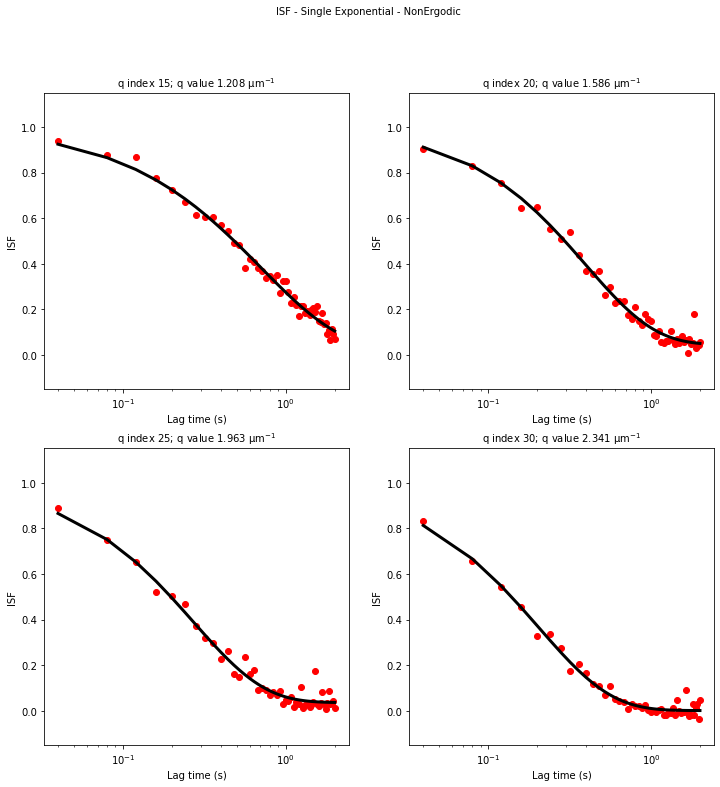 ISF - Single Exponential - NonErgodic
q index 15; q value 1.208 μm⁻¹
q index 20; q value 1.586 μm⁻¹
1.0
0.8
0.6
0.4
0.2
0.0
ISF
10⁻¹
10⁰
Lag time (s)
1.0
0.8
0.6
0.4
0.2
0.0
ISF
10⁻¹
10⁰
Lag time (s)
q index 25; q value 1.963 μm⁻¹
q index 30; q value 2.341 μm⁻¹
1.0
0.8
0.6
0.4
0.2
0.0
ISF
10⁻¹
10⁰
Lag time (s)
1.0
0.8
0.6
0.4
0.2
0.0
ISF
10⁻¹
10⁰
Lag time (s)